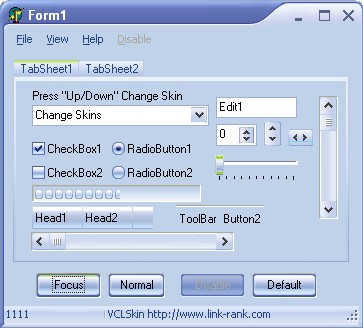 Form1
File View Help Disable
TabSheet1 TabSheet2
Press "Up/Down" Change Skin
Change Skins
Edit1
0
CheckBox1 RadioButton1
CheckBox2 RadioButton2
Head1 Head2
ToolBar Button2
Focus Normal Disable Default
1111 VCLSkin http://www.link-rank.com